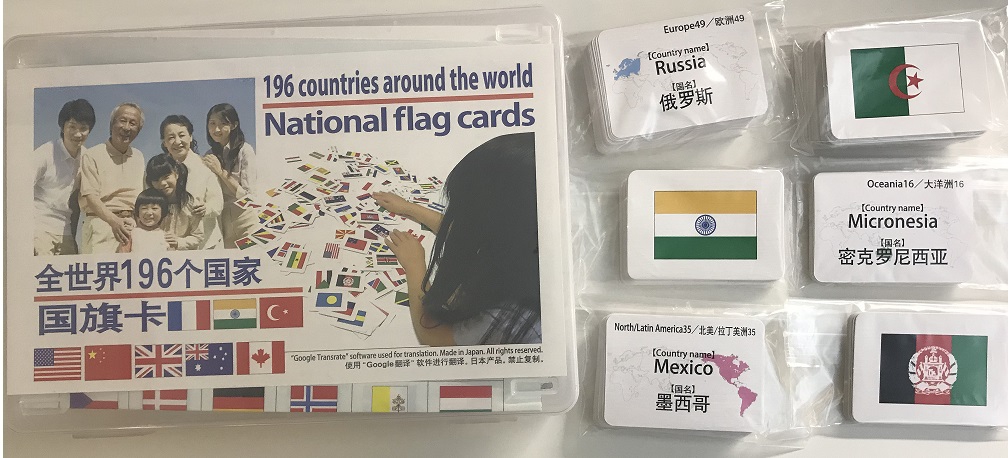 196 countries around the world
National flag cards
全世界196个国家
国旗卡
"Google Transrate" software used for translation. Made in Japan. All rights reserved.
使用"Google翻译"软件进行翻译。日本产品。禁止复制。
Europe49／欧洲49
【Country name】
Russia
【国名】
俄罗斯
Oceania16／大洋洲16
【Country name】
Micronesia
【国名】
密克罗尼西亚
North/Latin America35／北美/拉丁美洲35
【Country name】
Mexico
【国名】
墨西哥